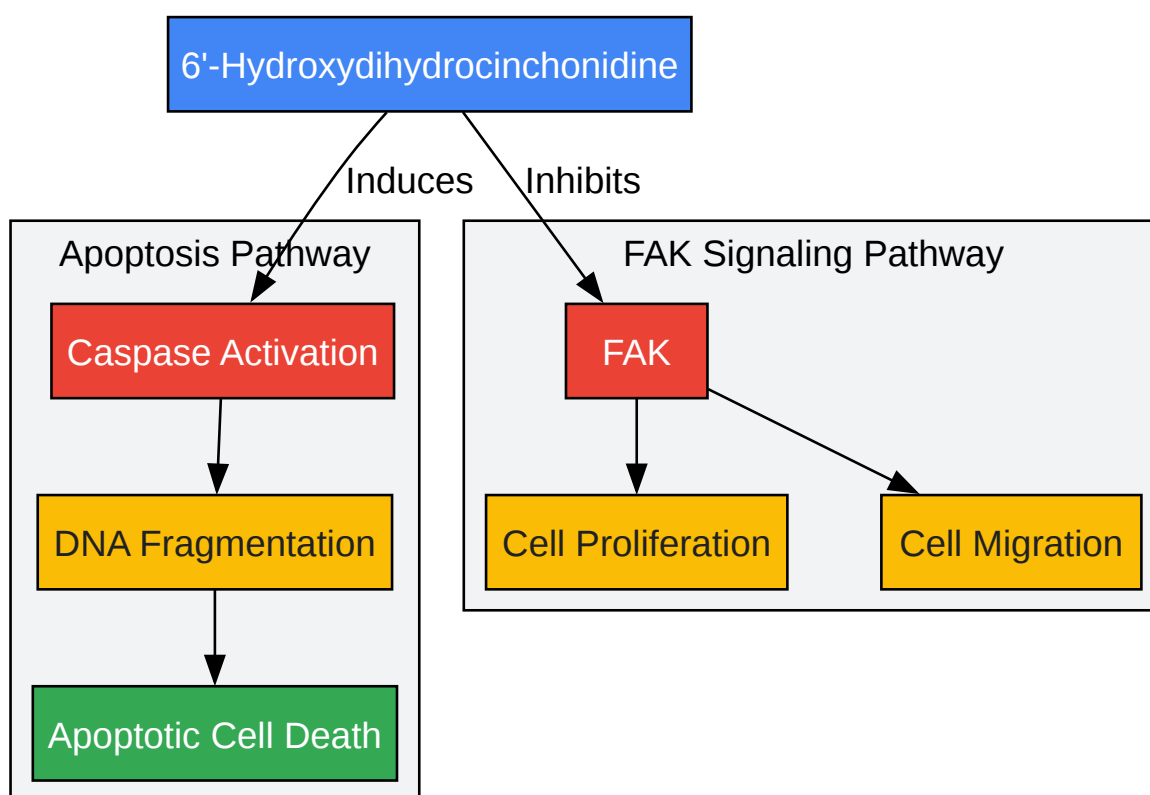 6'-Hydroxydihydrocinchonidine
Induces
Inhibits
Apoptosis Pathway
Caspase Activation
DNA Fragmentation
Apoptotic Cell Death
FAK Signaling Pathway
FAK
Cell Proliferation
Cell Migration